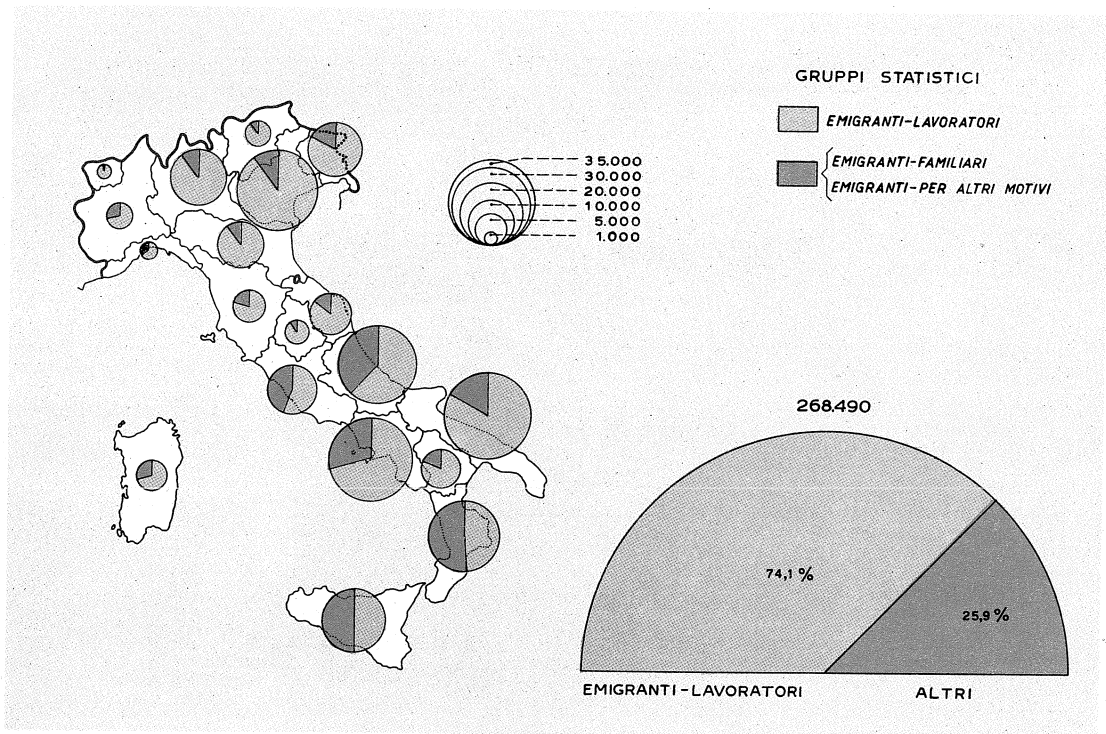 GRUPPI STATISTICI
EMIGRANTI-LAVORATORI
EMIGRANTI-FAMILIARI
EMIGRANTI-PER ALTRI MOTIVI
35.000
30.000
20.000
10.000
5.000
1.000
268.490
74,1 %
25,9 %
EMIGRANTI-LAVORATORI
ALTRI